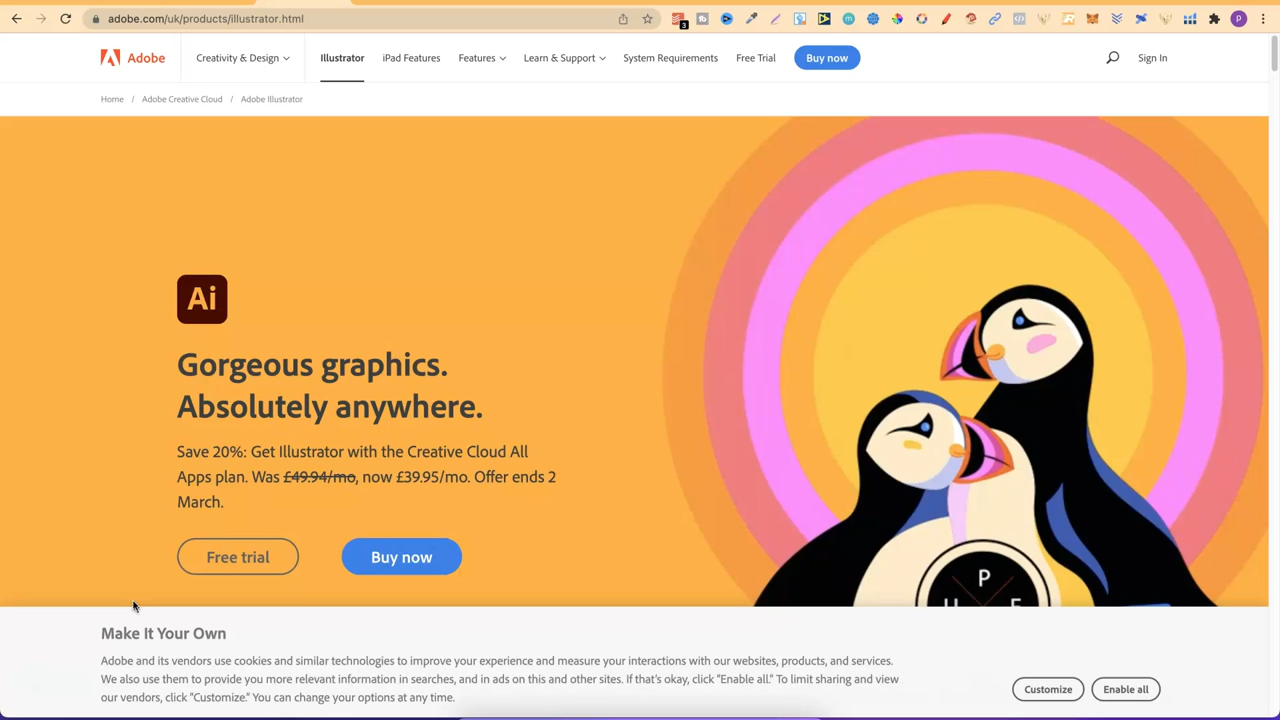 adobe.com/uk/products/illustrator.html
3
P
Adobe
Creativity & Design
Illustrator
iPad Features
Features
Learn & Support
System Requirements
Free Trial
Buy now
Sign In
Home / Adobe Creative Cloud / Adobe Illustrator
Ai
Gorgeous graphics.
Absolutely anywhere.
Save 20%: Get Illustrator with the Creative Cloud All
Apps plan. Was £49.94/mo, now £39.95/mo. Offer ends 2
March.
Free trial
Buy now
P
Make It Your Own
Adobe and its vendors use cookies and similar technologies to improve your experience and measure your interactions with our websites, products, and services.
We also use them to provide you more relevant information in searches, and in ads on this and other sites. If that's okay, click "Enable all." To limit sharing and view
our vendors, click "Customize." You can change your options at any time.
Customize
Enable all